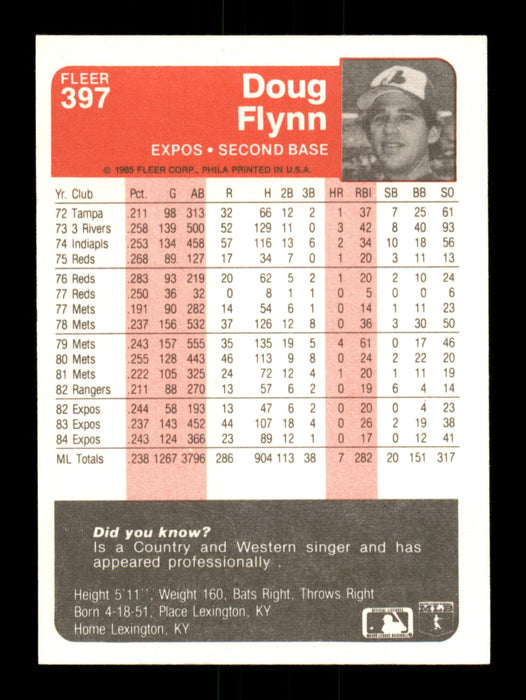 FLEER
397
Doug
Flynn
EXPOS • SECOND BASE
© 1985 FLEER CORP., PHILA PRINTED IN U.S.A.
Yr. Club Pct. G AB R H 2B 3B HR RBI SB BB SO
72 Tampa .211 98 313 32 66 12 2 1 37 7 25 61
73 3 Rivers .258 139 500 52 129 11 0 3 42 8 40 93
74 Indiapls .253 134 458 57 116 13 6 2 34 10 18 56
75 Reds .268 89 127 17 34 7 0 1 20 3 11 13
76 Reds .283 93 219 20 62 5 2 1 20 2 10 24
77 Reds .250 36 32 0 8 1 1 0 5 0 0 6
77 Mets .191 90 282 14 54 6 1 0 14 1 11 23
78 Mets .237 156 532 37 126 12 8 0 36 3 30 50
79 Mets .243 157 555 35 135 19 5 4 61 0 17 46
80 Mets .255 128 443 46 113 9 8 0 24 2 22 20
81 Mets .222 105 325 24 72 12 4 1 20 1 11 19
82 Rangers .211 88 270 13 57 6 2 0 19 6 4 14
82 Expos .244 58 193 13 47 6 2 0 20 0 4 23
83 Expos .237 143 452 44 107 18 4 0 26 2 19 38
84 Expos .243 124 366 23 89 12 1 0 17 0 12 41
ML Totals .238 1267 3796 286 904 113 38 7 282 20 151 317
Did you know?
Is a Country and Western singer and has
appeared professionally .
Height 5'11'', Weight 160, Bats Right, Throws Right
Born 4-18-51, Place Lexington, KY
Home Lexington, KY